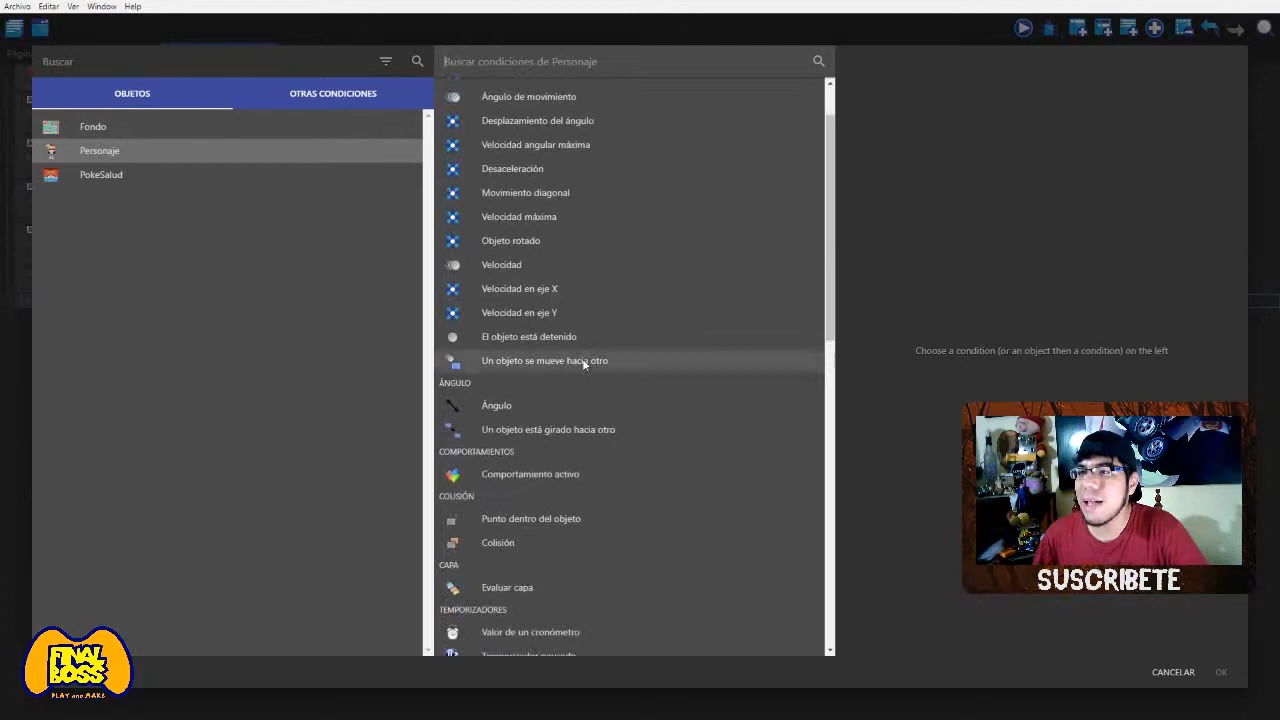 Archivo Editar Ver Window Help
Buscar
Buscar condiciones de Personaje
OBJETOS
OTRAS CONDICIONES
Fondo
Personaje
PokeSalud
Ángulo de movimiento
Desplazamiento del ángulo
Velocidad angular máxima
Desaceleración
Movimiento diagonal
Velocidad máxima
Objeto rotado
Velocidad
Velocidad en eje X
Velocidad en eje Y
El objeto está detenido
Un objeto se mueve hacia otro
ÁNGULO
Ángulo
Un objeto está girado hacia otro
COMPORTAMIENTOS
Comportamiento activo
COLISIÓN
Punto dentro del objeto
Colisión
CAPA
Evaluar capa
TEMPORIZADORES
Valor de un cronómetro
Choose a condition (or an object then a condition) on the left
SUSCRIBETE
CANCELAR
OK
FINAL
BOSS
PLAY AND MAKE